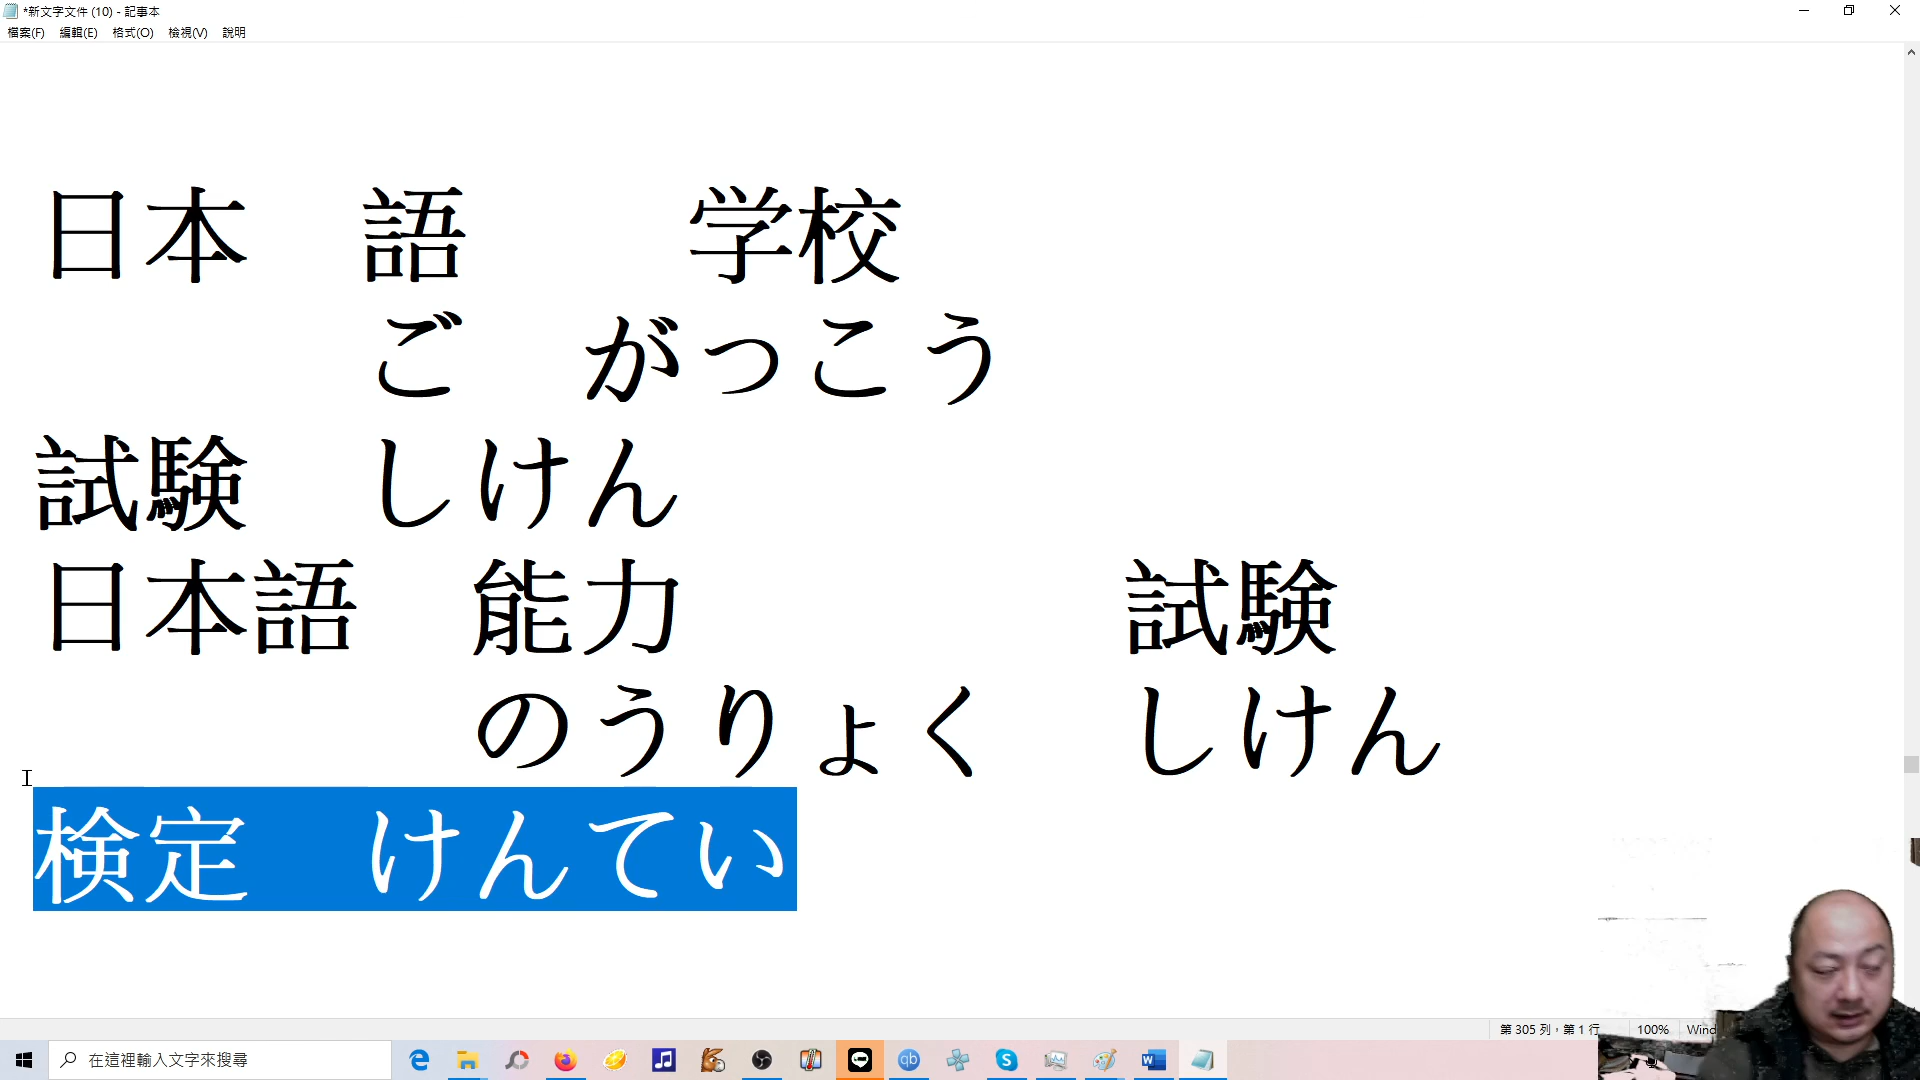 *新文字文件 (10) - 記事本
檔案(F) 編輯(E) 格式(O) 檢視(V) 說明
日本　語　　学校
ご　がっこう
試験　しけん
日本語　能力　　　　試験
のうりょく　しけん
検定　けんてい
第 305 列，第 1 行 100% Wind
在這裡輸入文字來搜尋